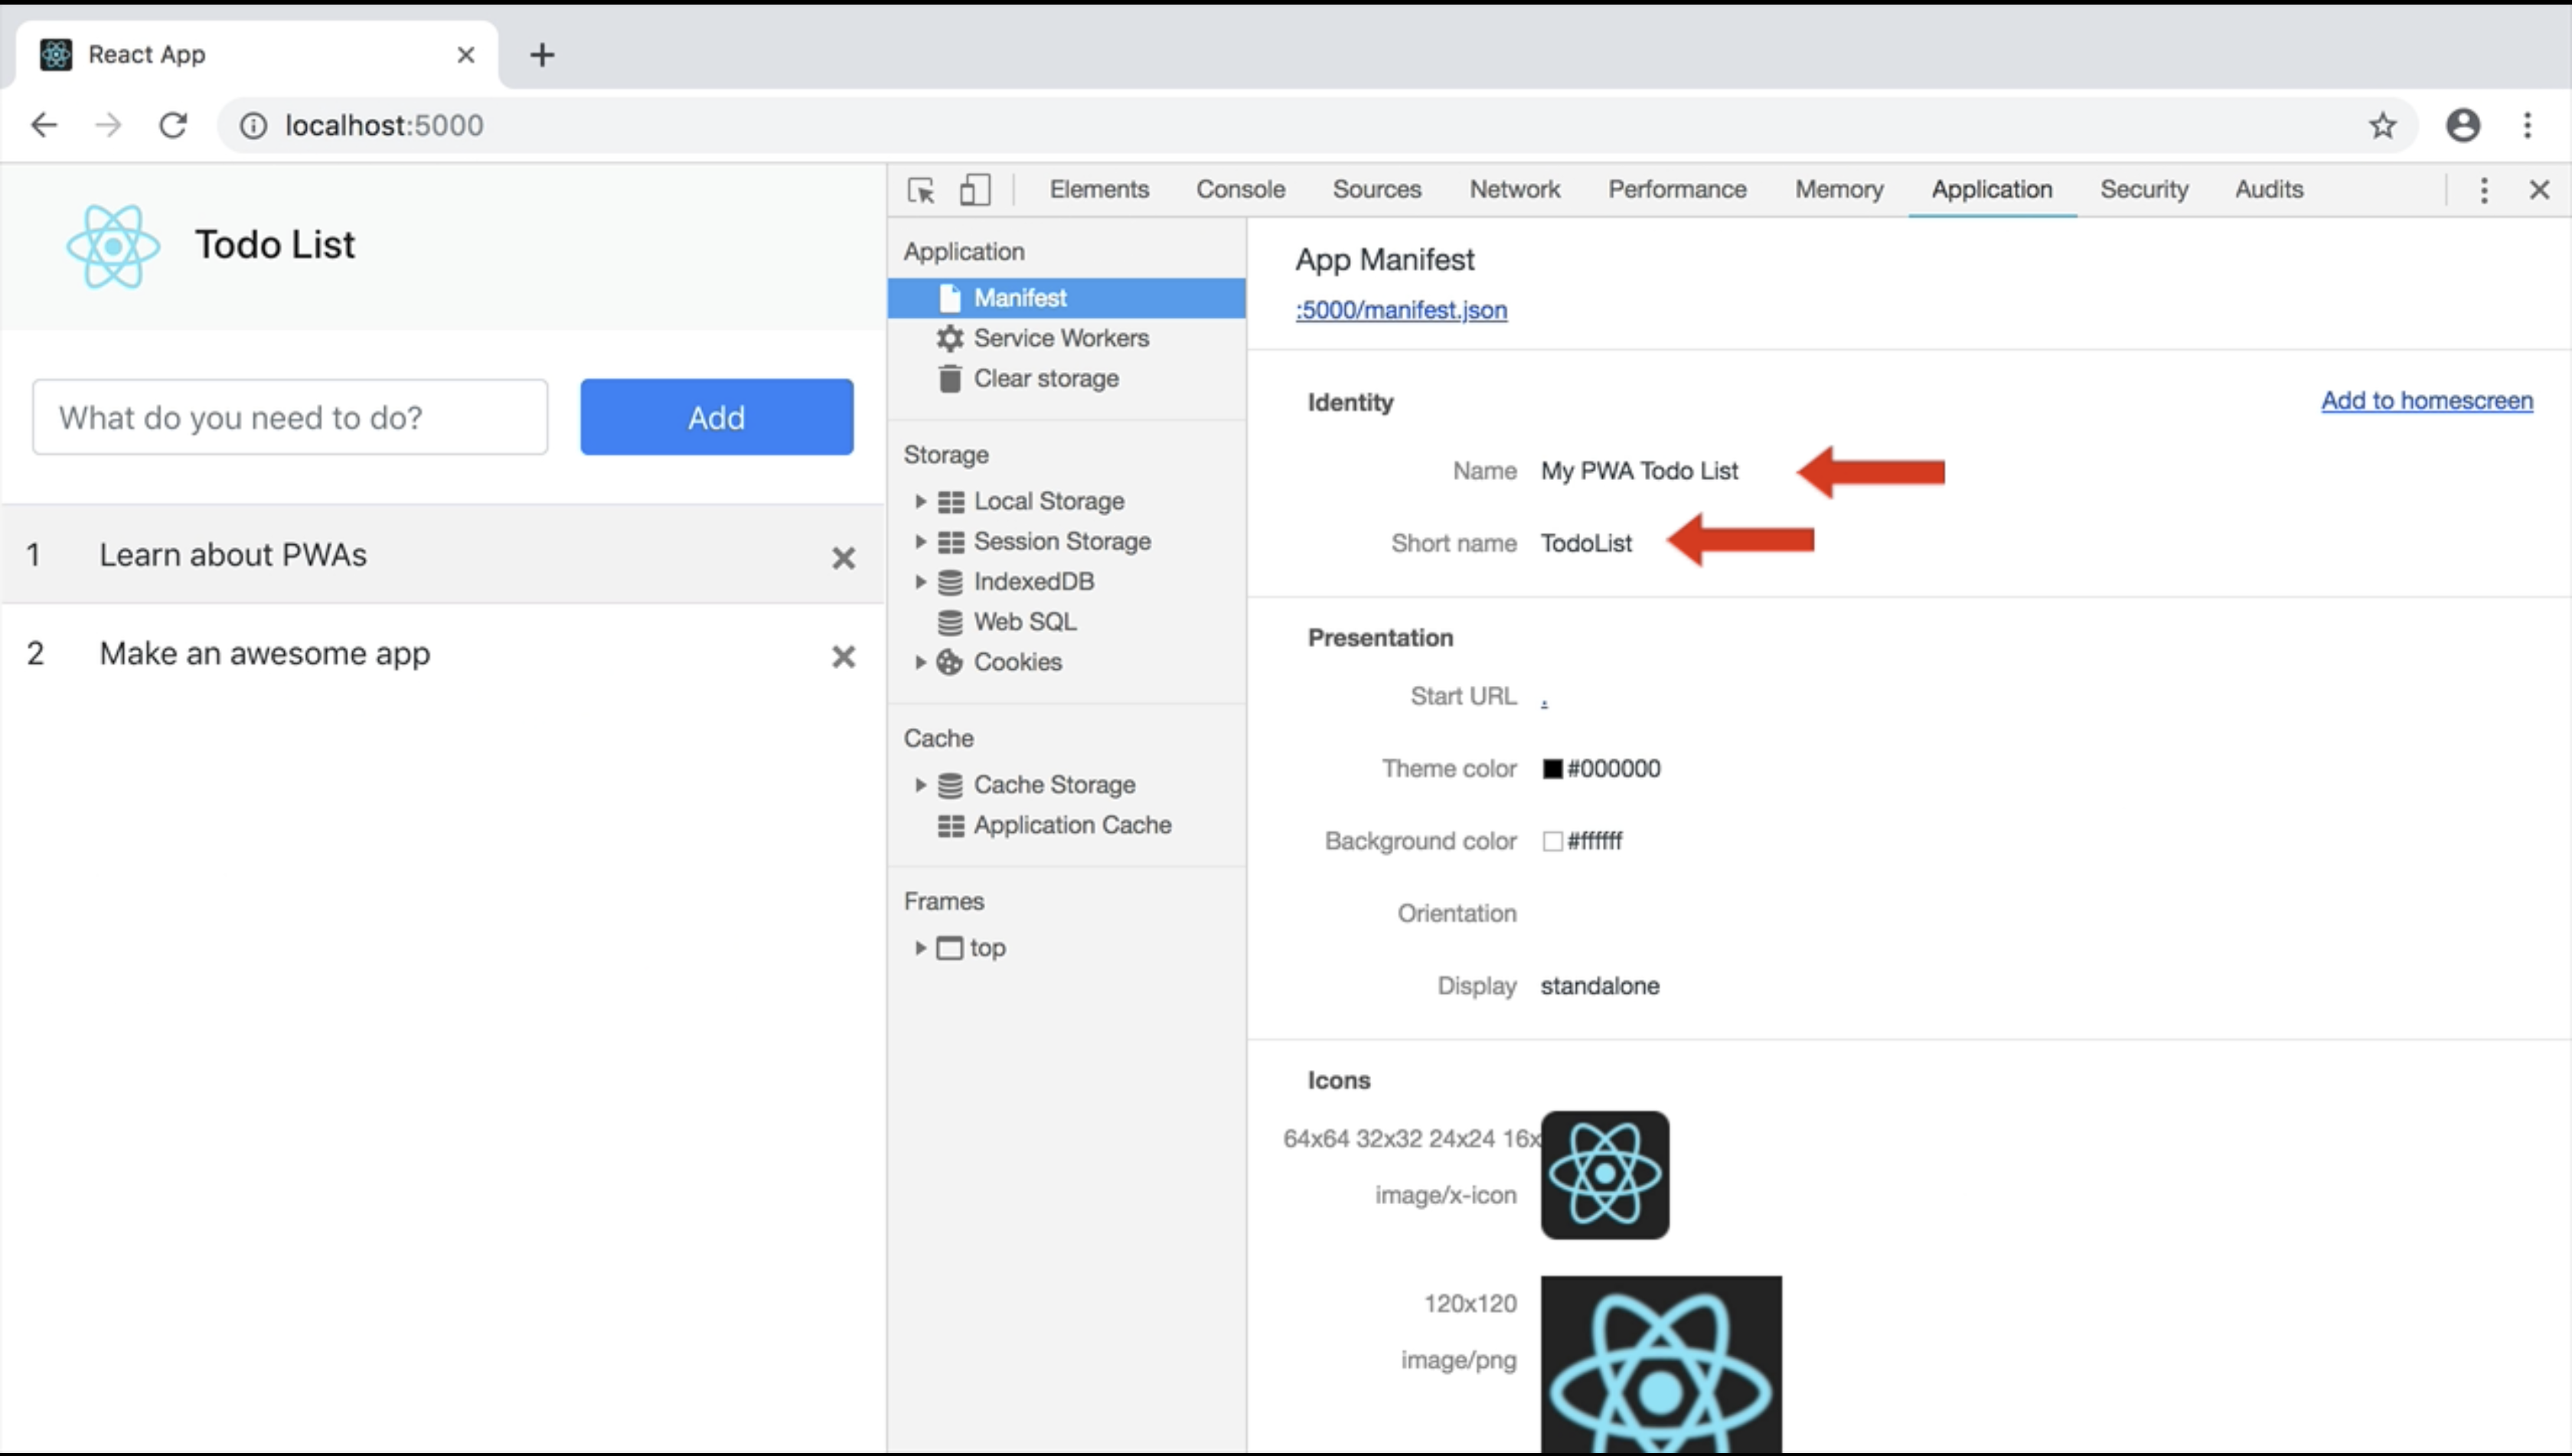 React App
localhost:5000
Todo List
What do you need to do?
Add
1 Learn about PWAs
2 Make an awesome app
Elements Console Sources Network Performance Memory Application Security Audits
Application
Manifest
Service Workers
Clear storage
Storage
Local Storage
Session Storage
IndexedDB
Web SQL
Cookies
Cache
Cache Storage
Application Cache
Frames
top
App Manifest
:5000/manifest.json
Identity
Add to homescreen
Name My PWA Todo List
Short name TodoList
Presentation
Start URL .
Theme color #000000
Background color #ffffff
Orientation
Display standalone
Icons
64x64 32x32 24x24 16x
image/x-icon
120x120
image/png